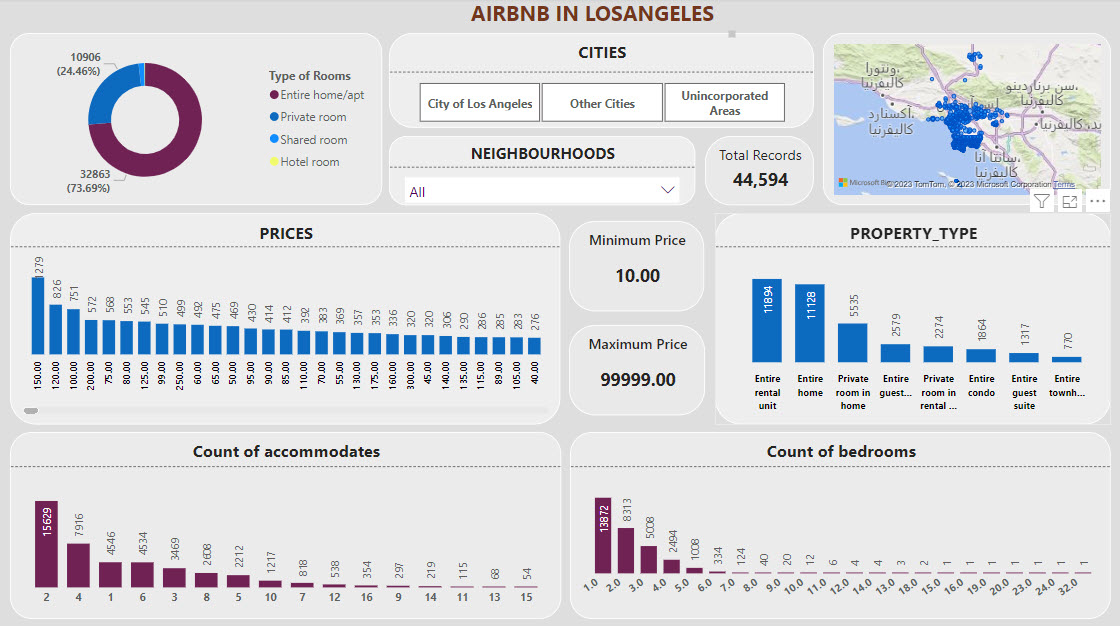 AIRBNB IN LOSANGELES
10906
(24.46%)
32863
(73.69%)
Type of Rooms
Entire home/apt
Private room
Shared room
Hotel room
CITIES
City of Los Angeles
Other Cities
Unincorporated
Areas
NEIGHBOURHOODS
All
Total Records
44,594
ونتورا،
كاليفرنيا
سن برناردينو،
كاليفرنيا
آكسنارد،
كاليفرنيا
سانتا آنا،
كاليفرنيا
كاليفرنيا
© 2023 TomTom, © 2023 Microsoft Corporation Terms
PRICES
1279 826 751 572 568 553 545 510 499 492 475 469 430 414 412 392 383 369 357 353 336 320 320 306 290 286 285 283 276
150.00 120.00 100.00 200.00 75.00 80.00 125.00 99.00 250.00 60.00 65.00 50.00 95.00 90.00 85.00 110.00 70.00 55.00 130.00 175.00 160.00 300.00 45.00 140.00 135.00 115.00 89.00 105.00 40.00
Minimum Price
10.00
Maximum Price
99999.00
PROPERTY_TYPE
11894 11128 5535 2579 2274 1864 1317 770
Entire rental unit
Entire home
Private room in home
Entire guest...
Private room in rental ...
Entire condo
Entire guest suite
Entire townh...
Count of accommodates
15629 7916 4546 4534 3469 2608 2212 1217 818 538 354 297 219 115 68 54
2 4 1 6 3 8 5 10 7 12 16 9 14 11 13 15
Count of bedrooms
13872 8313 5008 2494 1008 334 124 40 20 12 6 4 4 3 2 1 1 1 1 1 1 1
1.0 2.0 3.0 4.0 5.0 6.0 7.0 8.0 9.0 10.0 11.0 12.0 14.0 13.0 18.0 15.0 16.0 19.0 20.0 23.0 24.0 32.0